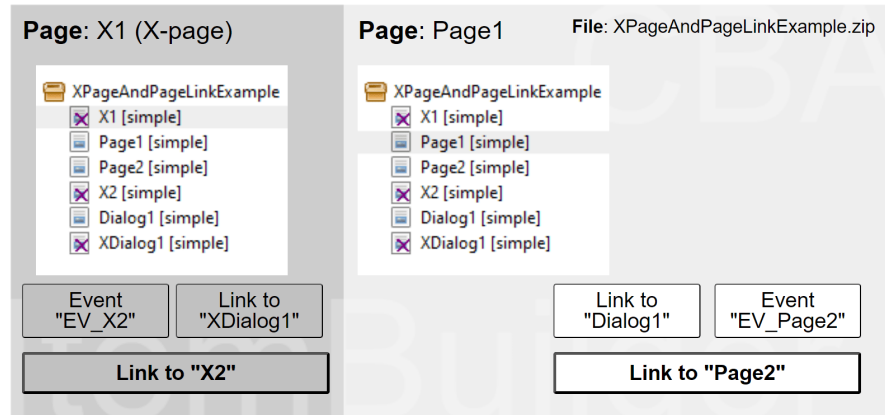 Page: X1 (X-page)
XPageAndPageLinkExample
X1 [simple]
Page1 [simple]
Page2 [simple]
X2 [simple]
Dialog1 [simple]
XDialog1 [simple]
Event
"EV_X2"
Link to
"XDialog1"
Link to "X2"
Page: Page1
File: XPageAndPageLinkExample.zip
XPageAndPageLinkExample
X1 [simple]
Page1 [simple]
Page2 [simple]
X2 [simple]
Dialog1 [simple]
XDialog1 [simple]
Link to
"Dialog1"
Event
"EV_Page2"
Link to "Page2"
CBA
tomBuilde